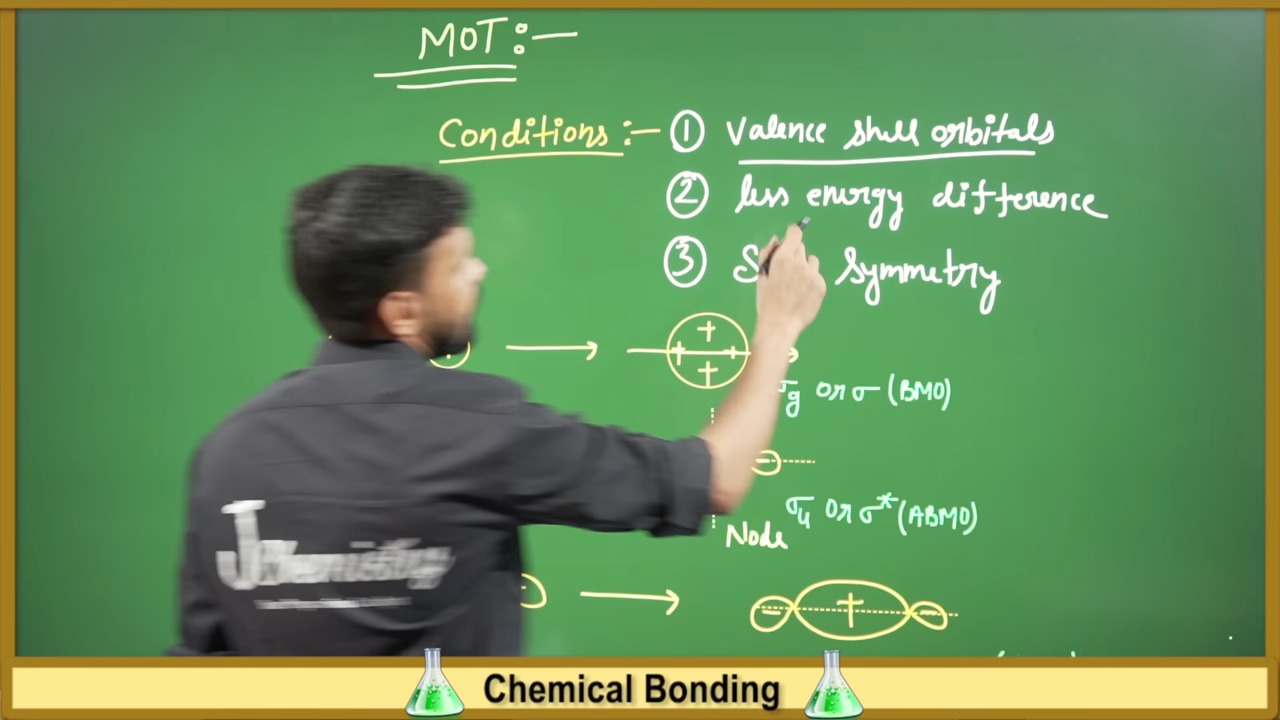 MOT:—
Conditions:— ① Valence shell orbitals
② less energy difference
③ S Symmetry
+
+ +
+
σg or σ (BMO)
−
σu or σ* (ABMO)
Node
− + −
JChemistry
Chemical Bonding